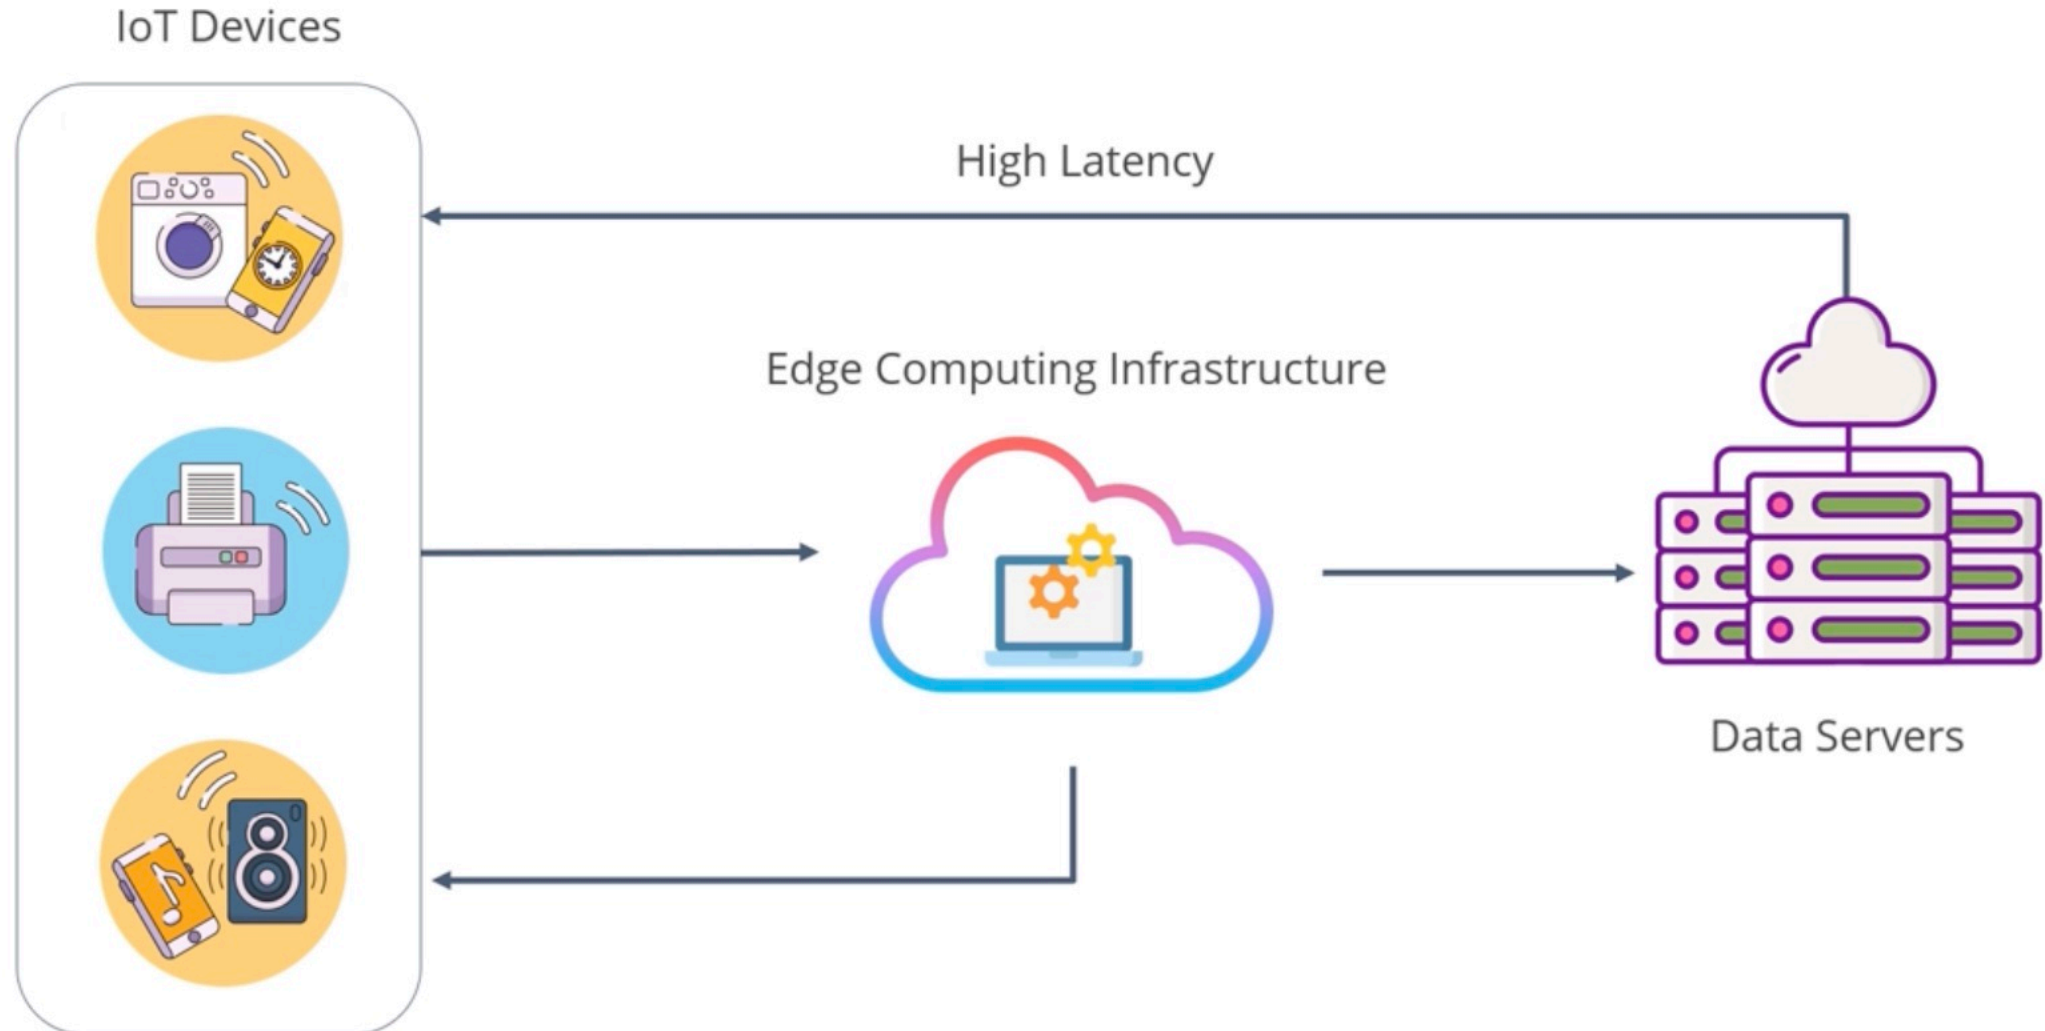 IoT Devices
High Latency
Edge Computing Infrastructure
Data Servers